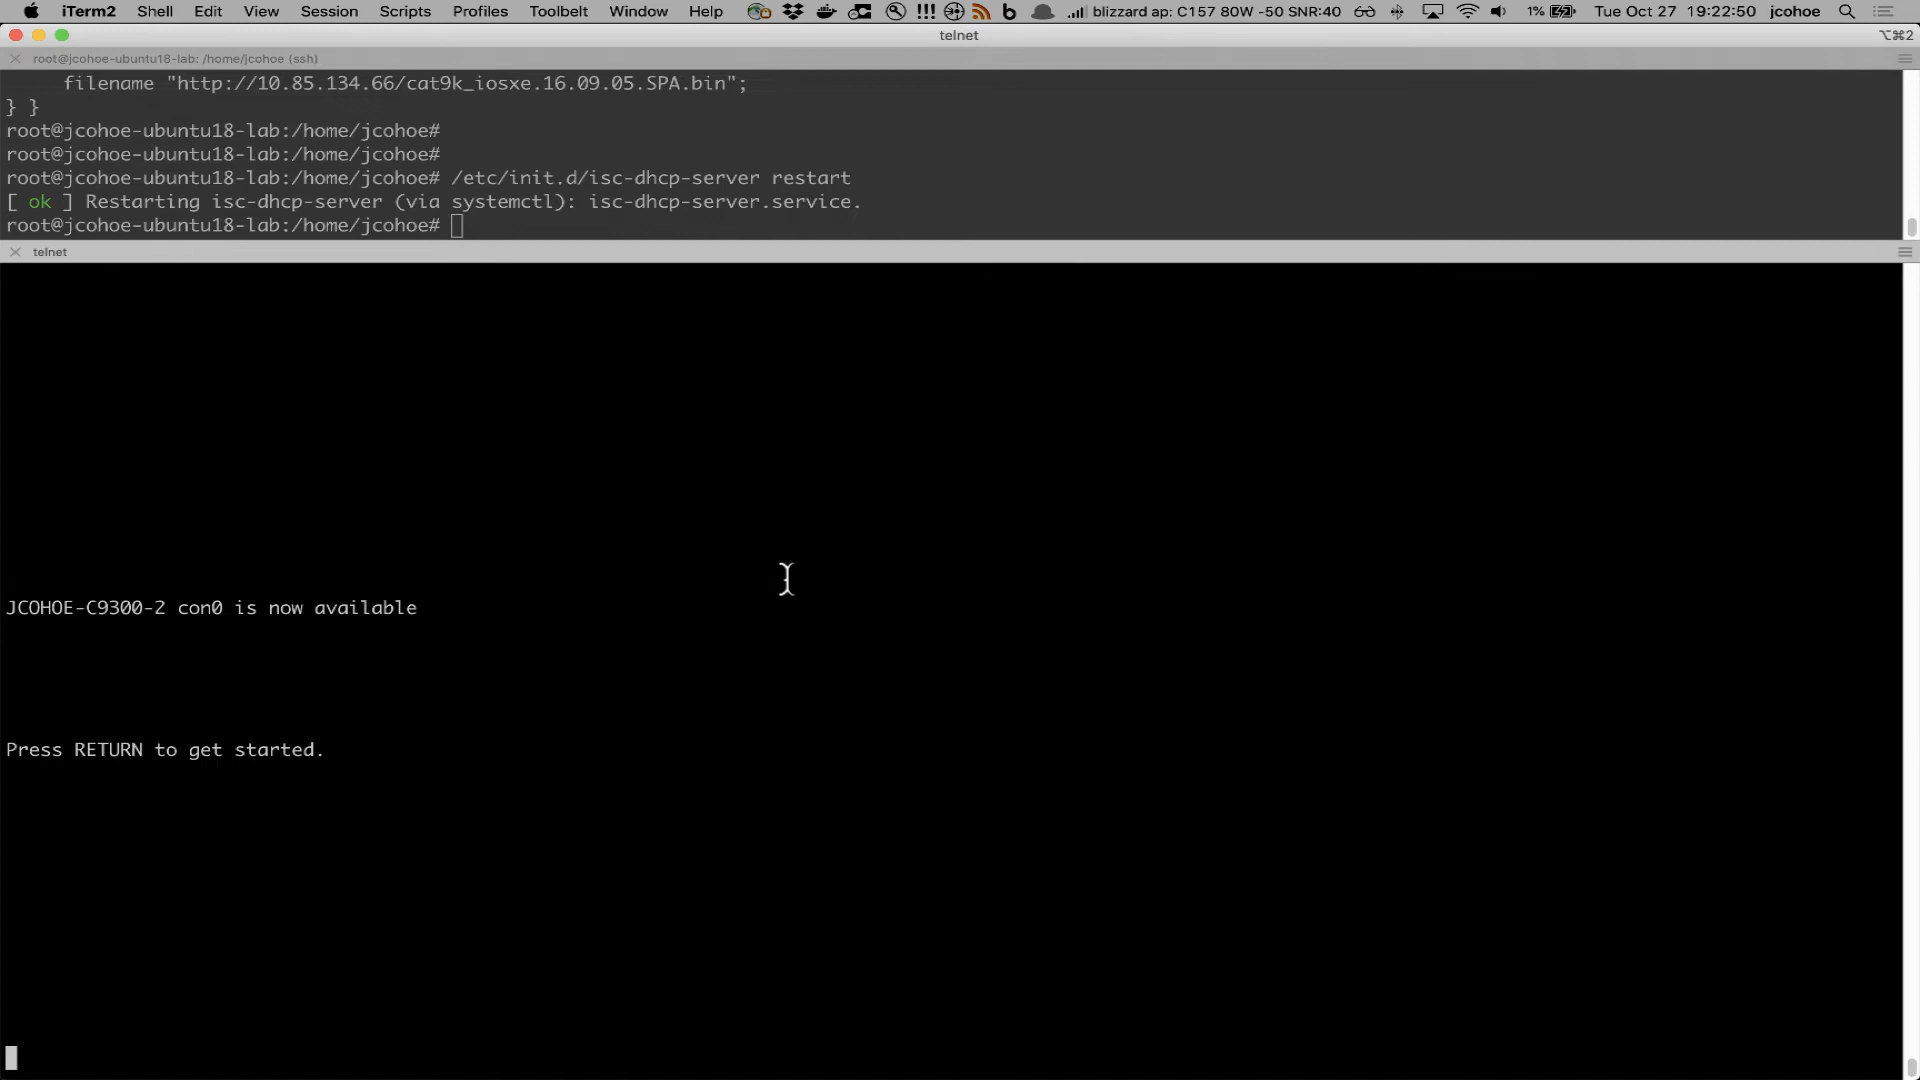 iTerm2 Shell Edit View Session Scripts Profiles Toolbelt Window Help !!! b blizzard ap: C157 80W -50 SNR:40 1% Tue Oct 27 19:22:50 jcohoe
telnet ⌥⌘2
root@jcohoe-ubuntu18-lab: /home/jcohoe (ssh)
filename "http://10.85.134.66/cat9k_iosxe.16.09.05.SPA.bin";
} }
root@jcohoe-ubuntu18-lab:/home/jcohoe#
root@jcohoe-ubuntu18-lab:/home/jcohoe#
root@jcohoe-ubuntu18-lab:/home/jcohoe# /etc/init.d/isc-dhcp-server restart
[ ok ] Restarting isc-dhcp-server (via systemctl): isc-dhcp-server.service.
root@jcohoe-ubuntu18-lab:/home/jcohoe#
telnet
JCOHOE-C9300-2 con0 is now available
Press RETURN to get started.